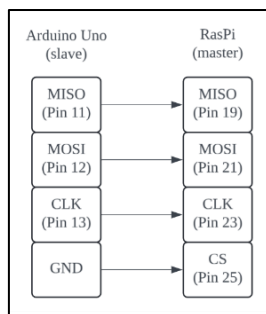 Arduino Uno
(slave)
RasPi
(master)
MISO
(Pin 11)
MISO
(Pin 19)
MOSI
(Pin 12)
MOSI
(Pin 21)
CLK
(Pin 13)
CLK
(Pin 23)
GND
CS
(Pin 25)